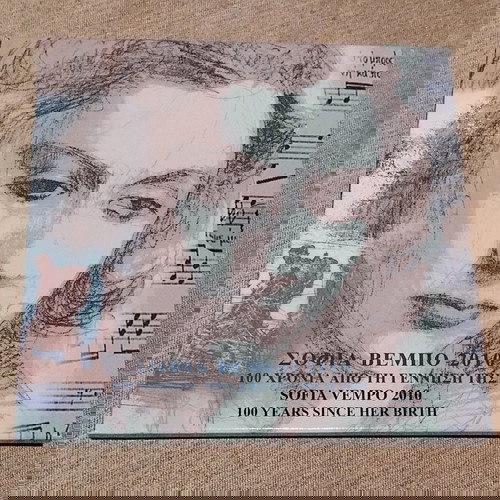 ΣΟΦΙΑ ΒΕΜΠΟ 2010
100 ΧΡΟΝΙΑ ΑΠΟ ΤΗ ΓΕΝΝΗΣΗ ΤΗΣ
SOFIA VEMPO 2010
100 YEARS SINCE HER BIRTH